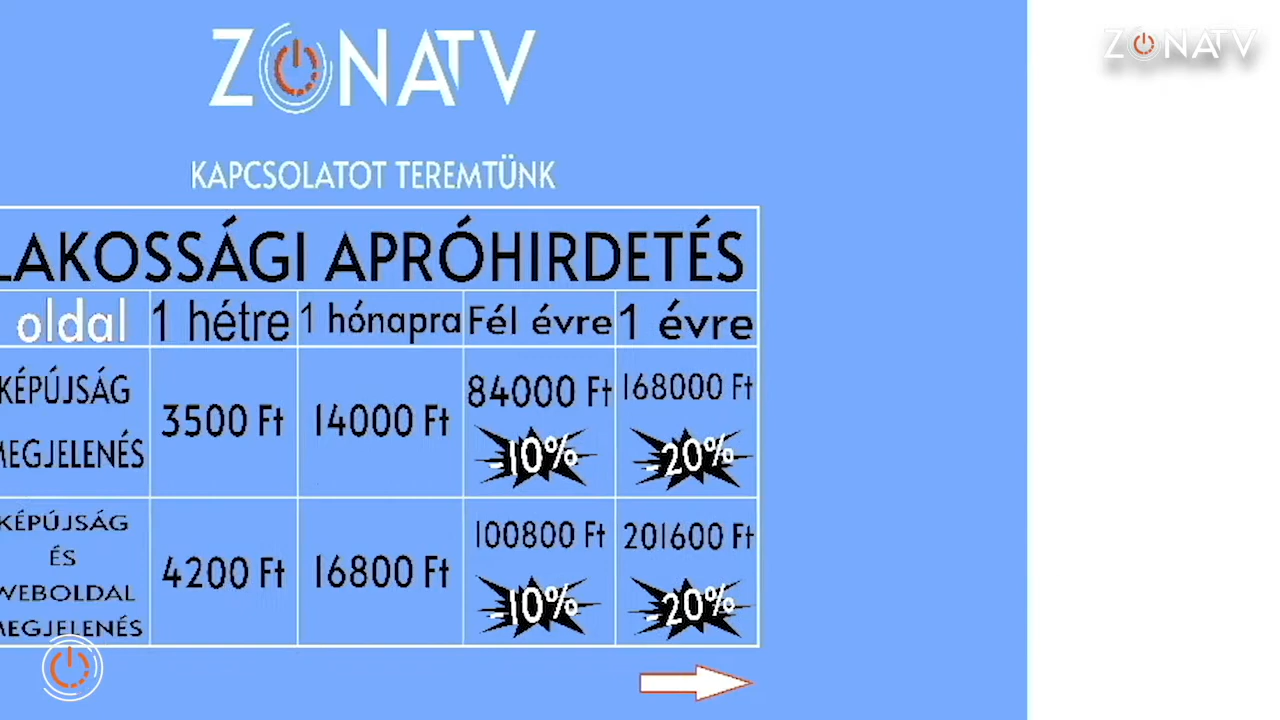 ZONATV
ZONATV
KAPCSOLATOT TEREMTÜNK
LAKOSSÁGI APRÓHIRDETÉS
oldal 1 hétre 1 hónapra Fél évre 1 évre
KÉPÚJSÁG
MEGJELENÉS
3500 Ft 14000 Ft 84000 Ft 168000 Ft
-10% -20%
KÉPÚJSÁG
ÉS
WEBOLDAL
MEGJELENÉS
4200 Ft 16800 Ft 100800 Ft 201600 Ft
-10% -20%